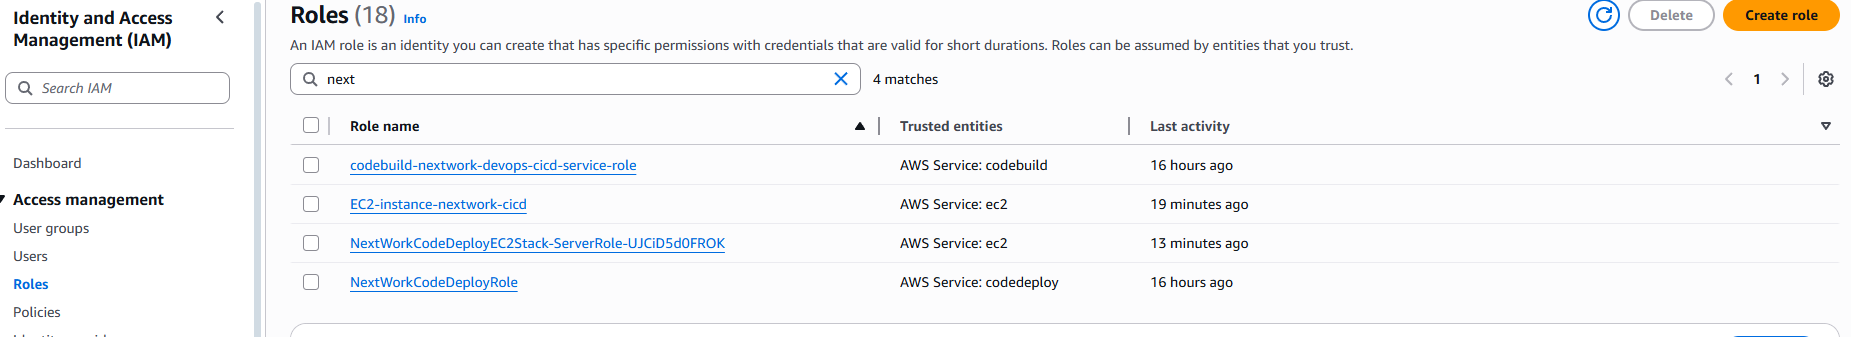 Identity and Access
Management (IAM)
Search IAM
Dashboard
Access management
User groups
Users
Roles
Policies
Roles (18) Info
Delete
Create role
An IAM role is an identity you can create that has specific permissions with credentials that are valid for short durations. Roles can be assumed by entities that you trust.
next
4 matches
1
Role name Trusted entities Last activity
codebuild-nextwork-devops-cicd-service-role AWS Service: codebuild 16 hours ago
EC2-instance-nextwork-cicd AWS Service: ec2 19 minutes ago
NextWorkCodeDeployEC2Stack-ServerRole-UJCiD5d0FROK AWS Service: ec2 13 minutes ago
NextWorkCodeDeployRole AWS Service: codedeploy 16 hours ago